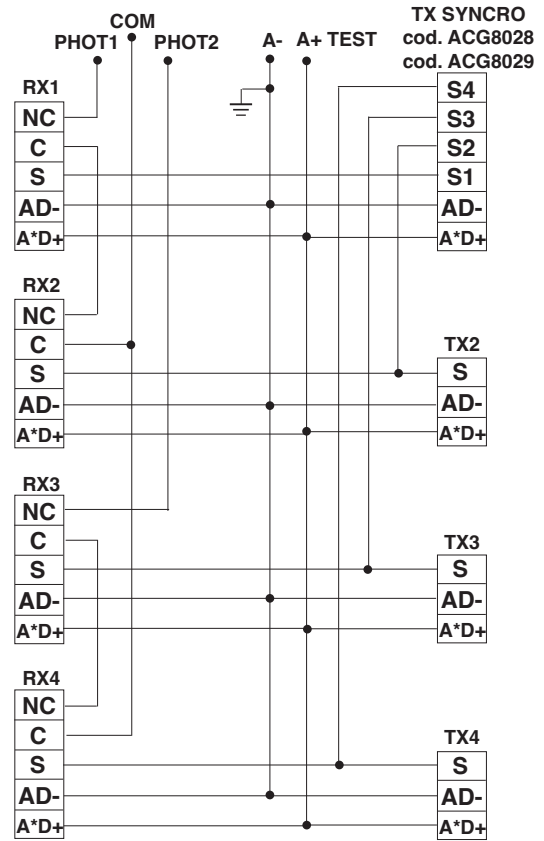 COM
PHOT1 PHOT2 A- A+ TEST
TX SYNCRO
cod. ACG8028
cod. ACG8029
RX1
NC
C
S
AD-
A*D+
S4
S3
S2
S1
AD-
A*D+
RX2
NC
C
S
AD-
A*D+
TX2
S
AD-
A*D+
RX3
NC
C
S
AD-
A*D+
TX3
S
AD-
A*D+
RX4
NC
C
S
AD-
A*D+
TX4
S
AD-
A*D+